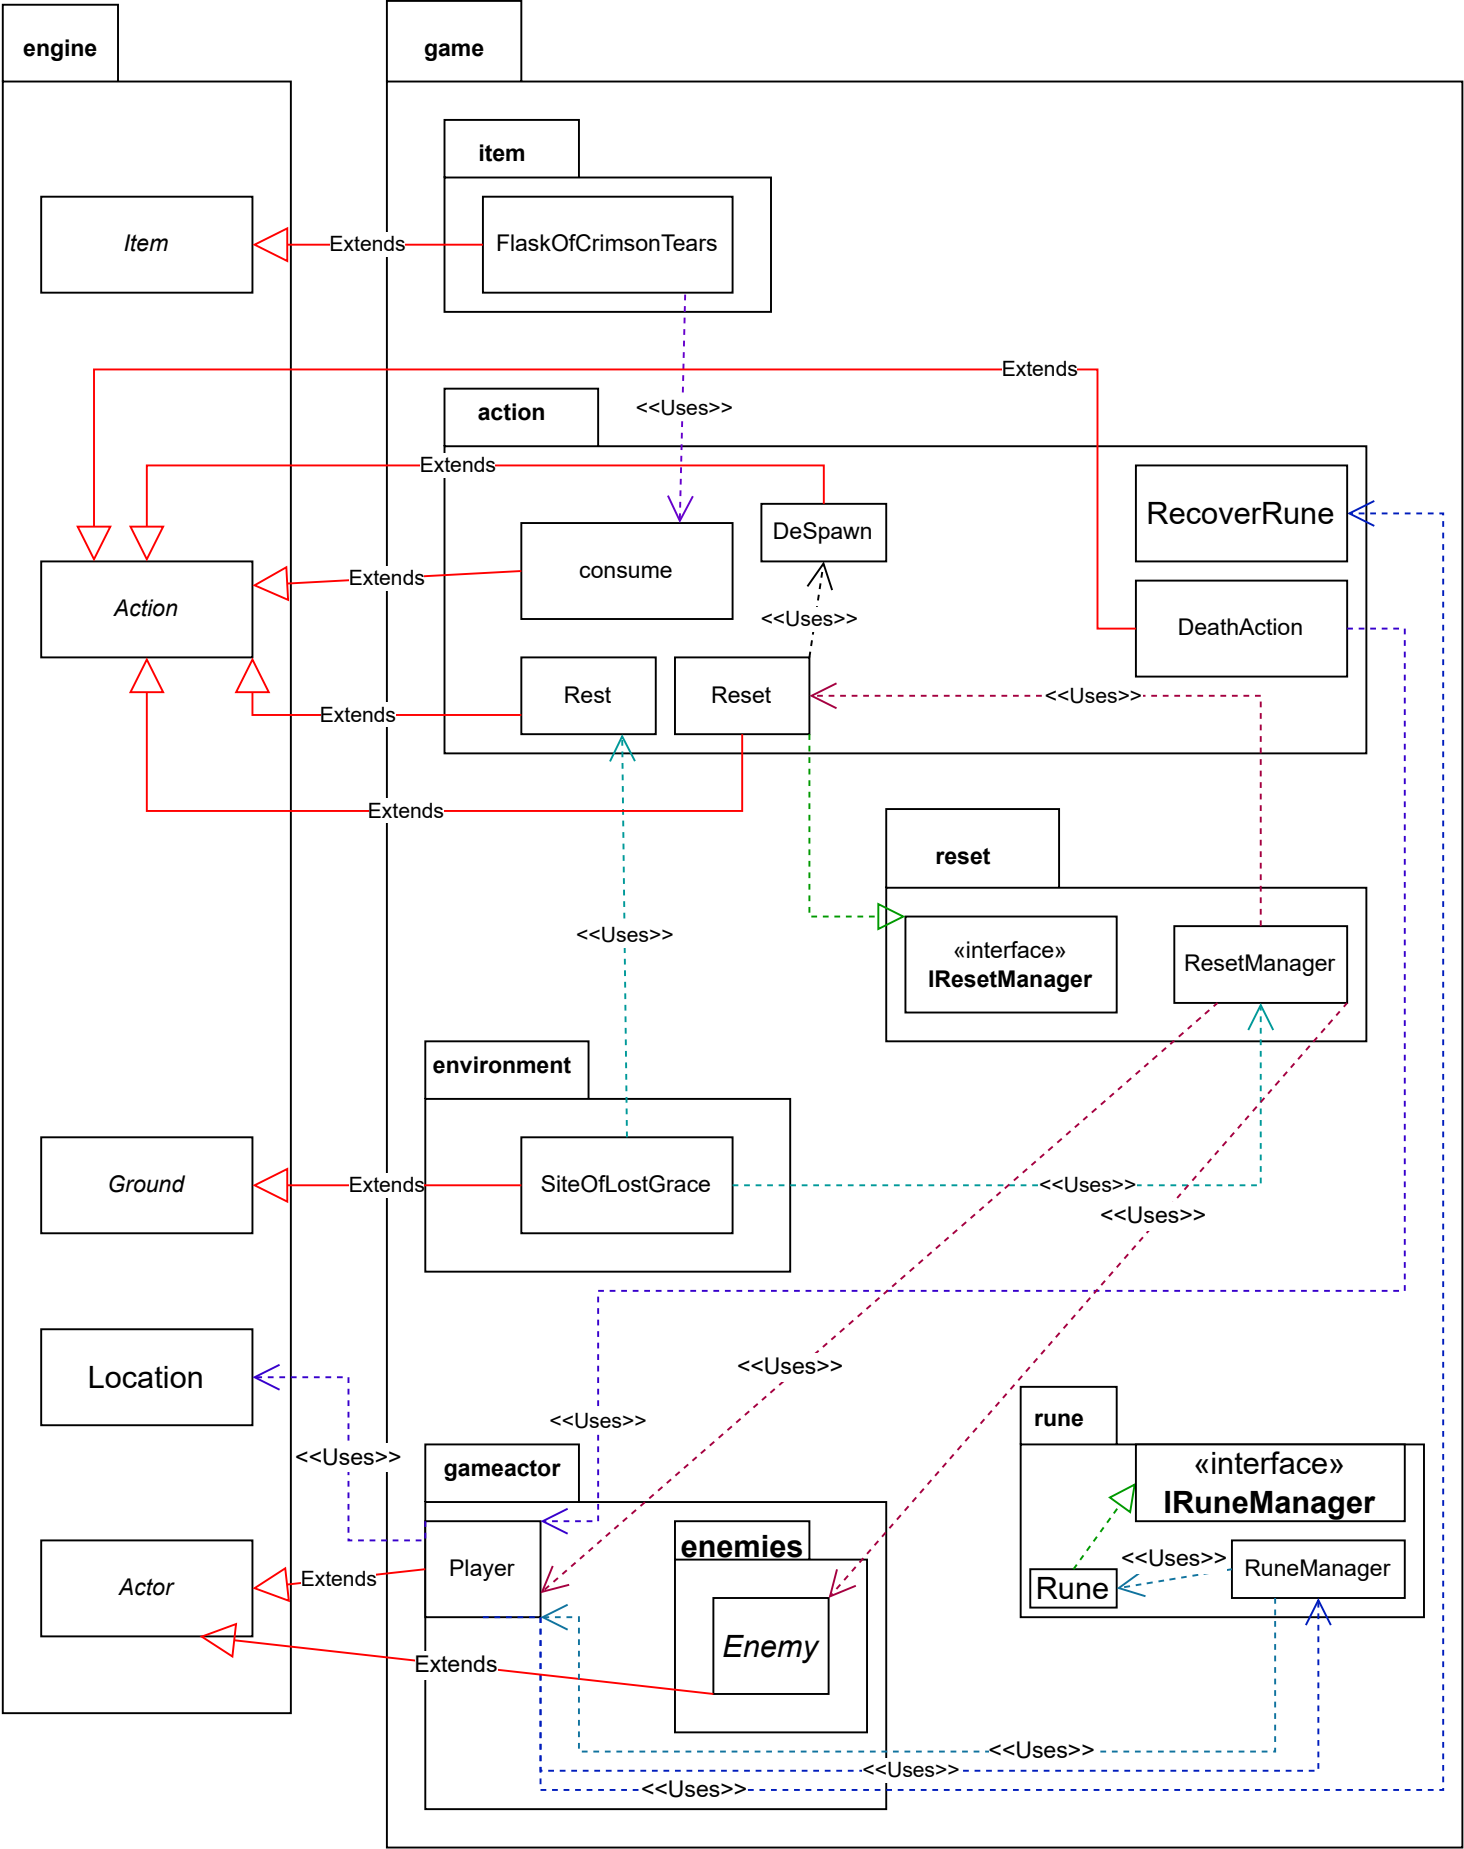 engine
game
item
Item
Extends
FlaskOfCrimsonTears
Extends
<<Uses>>
action
Extends
RecoverRune
DeSpawn
consume
Extends
Action
<<Uses>>
DeathAction
Rest
Reset
<<Uses>>
Extends
Extends
reset
<<Uses>>
«interface»
IResetManager
ResetManager
environment
Ground
Extends
SiteOfLostGrace
<<Uses>>
<<Uses>>
Location
<<Uses>>
<<Uses>>
rune
<<Uses>>
gameactor
«interface»
IRuneManager
enemies
Player
<<Uses>>
RuneManager
Actor
Extends
Rune
Enemy
Extends
<<Uses>>
<<Uses>>
<<Uses>>